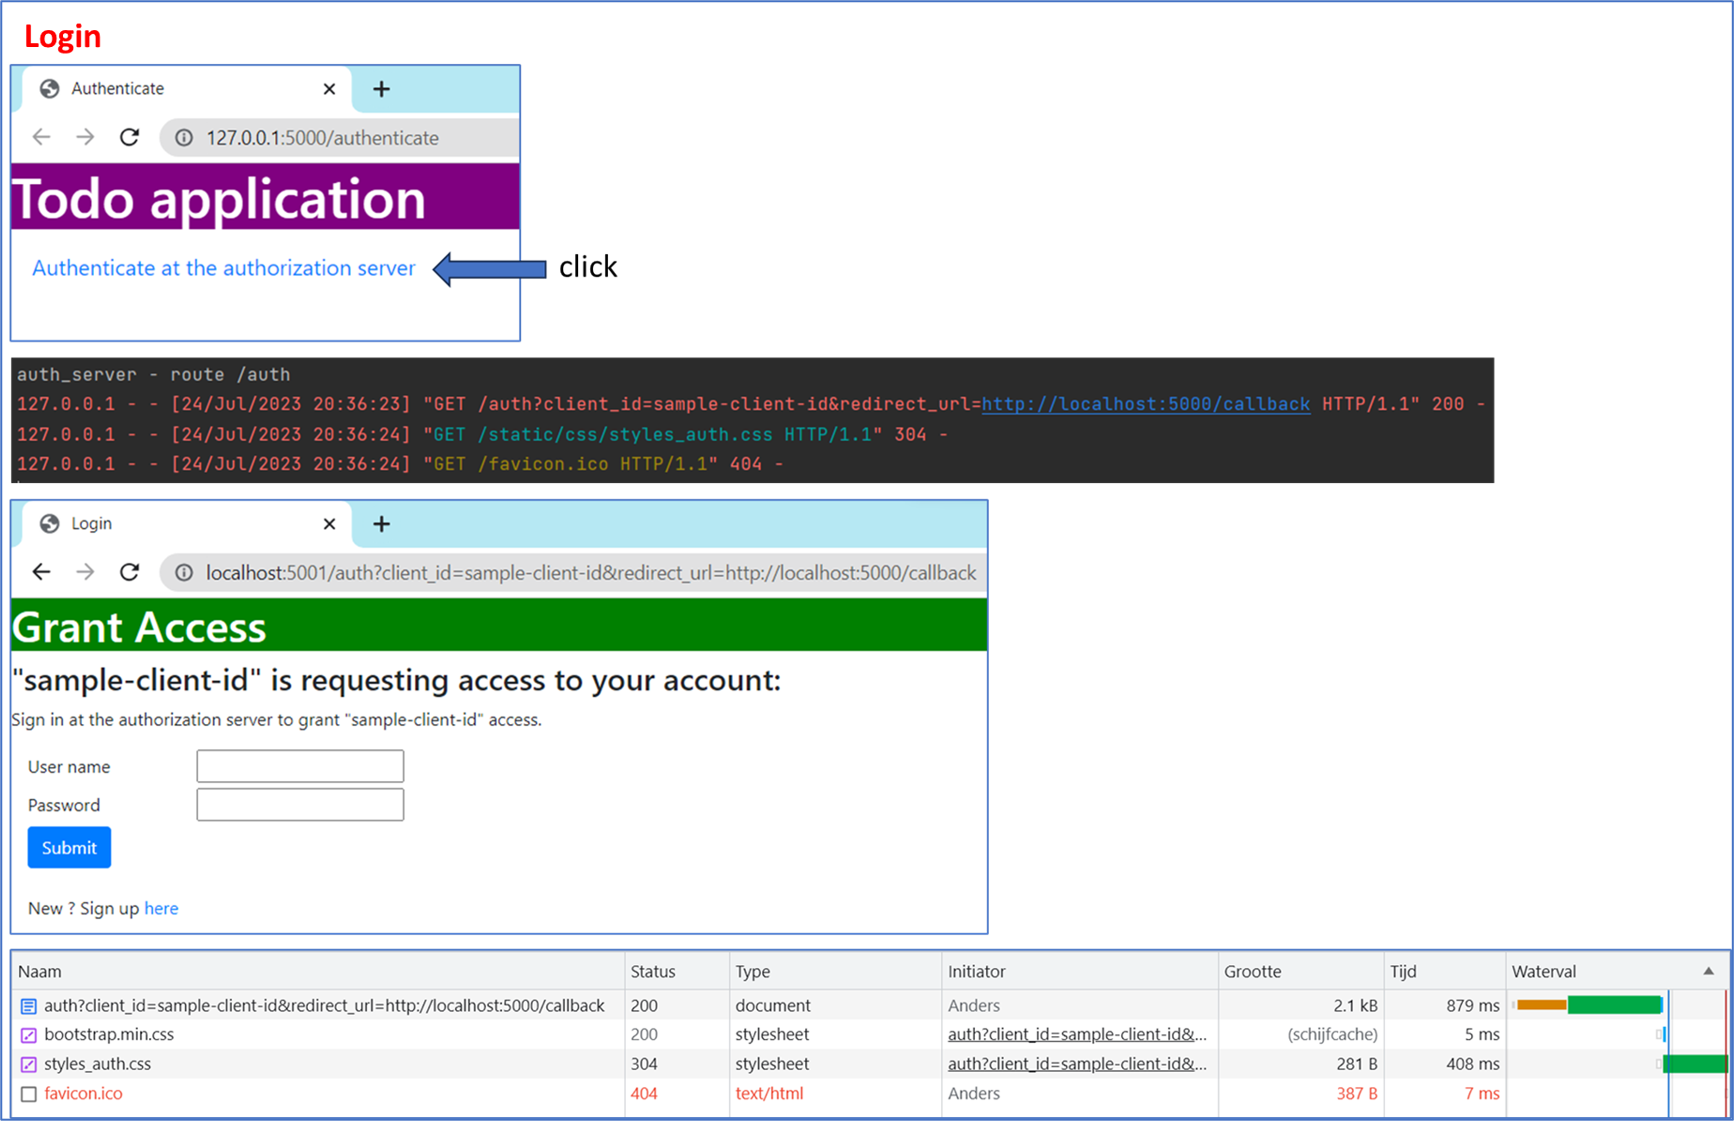 Login
Authenticate
127.0.0.1:5000/authenticate
Todo application
Authenticate at the authorization server
click
auth_server - route /auth
127.0.0.1 - - [24/Jul/2023 20:36:23] "GET /auth?client_id=sample-client-id&redirect_url=http://localhost:5000/callback HTTP/1.1" 200 -
127.0.0.1 - - [24/Jul/2023 20:36:24] "GET /static/css/styles_auth.css HTTP/1.1" 304 -
127.0.0.1 - - [24/Jul/2023 20:36:24] "GET /favicon.ico HTTP/1.1" 404 -
Login
localhost:5001/auth?client_id=sample-client-id&redirect_url=http://localhost:5000/callback
Grant Access
"sample-client-id" is requesting access to your account:
Sign in at the authorization server to grant "sample-client-id" access.
User name
Password
Submit
New ? Sign up here
Naam Status Type Initiator Grootte Tijd Waterval
auth?client_id=sample-client-id&redirect_url=http://localhost:5000/callback 200 document Anders 2.1 kB 879 ms
bootstrap.min.css 200 stylesheet auth?client_id=sample-client-id&... (schijfcache) 5 ms
styles_auth.css 304 stylesheet auth?client_id=sample-client-id&... 281 B 408 ms
favicon.ico 404 text/html Anders 387 B 7 ms